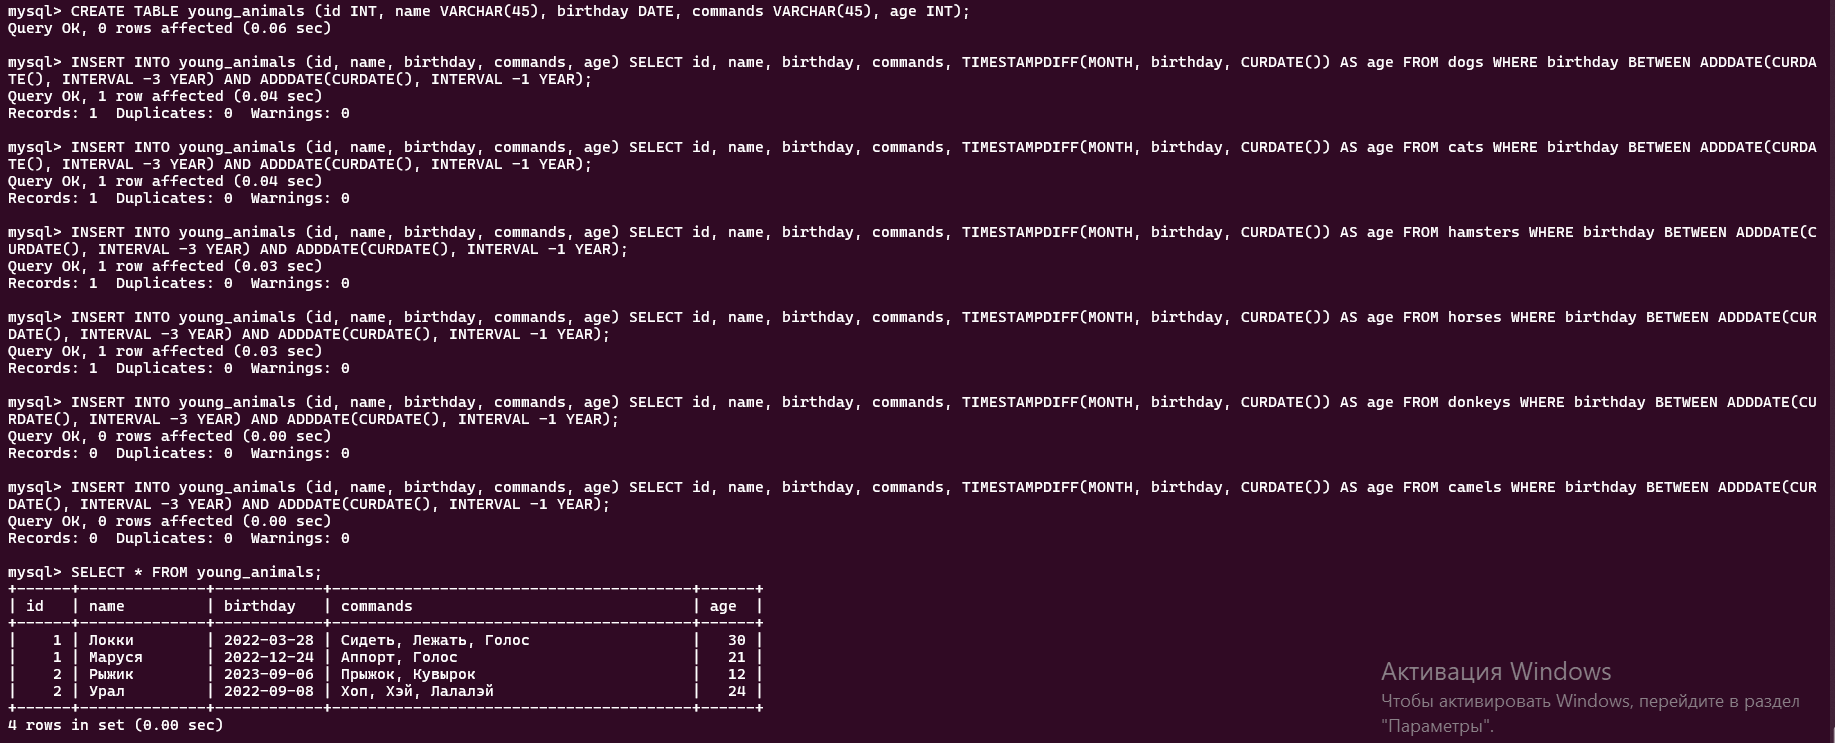 mysql> CREATE TABLE young_animals (id INT, name VARCHAR(45), birthday DATE, commands VARCHAR(45), age INT);
Query OK, 0 rows affected (0.06 sec)
mysql> INSERT INTO young_animals (id, name, birthday, commands, age) SELECT id, name, birthday, commands, TIMESTAMPDIFF(MONTH, birthday, CURDATE()) AS age FROM dogs WHERE birthday BETWEEN ADDDATE(CURDA
TE(), INTERVAL -3 YEAR) AND ADDDATE(CURDATE(), INTERVAL -1 YEAR);
Query OK, 1 row affected (0.04 sec)
Records: 1  Duplicates: 0  Warnings: 0
mysql> INSERT INTO young_animals (id, name, birthday, commands, age) SELECT id, name, birthday, commands, TIMESTAMPDIFF(MONTH, birthday, CURDATE()) AS age FROM cats WHERE birthday BETWEEN ADDDATE(CURDA
TE(), INTERVAL -3 YEAR) AND ADDDATE(CURDATE(), INTERVAL -1 YEAR);
Query OK, 1 row affected (0.04 sec)
Records: 1  Duplicates: 0  Warnings: 0
mysql> INSERT INTO young_animals (id, name, birthday, commands, age) SELECT id, name, birthday, commands, TIMESTAMPDIFF(MONTH, birthday, CURDATE()) AS age FROM hamsters WHERE birthday BETWEEN ADDDATE(C
URDATE(), INTERVAL -3 YEAR) AND ADDDATE(CURDATE(), INTERVAL -1 YEAR);
Query OK, 1 row affected (0.03 sec)
Records: 1  Duplicates: 0  Warnings: 0
mysql> INSERT INTO young_animals (id, name, birthday, commands, age) SELECT id, name, birthday, commands, TIMESTAMPDIFF(MONTH, birthday, CURDATE()) AS age FROM horses WHERE birthday BETWEEN ADDDATE(CUR
DATE(), INTERVAL -3 YEAR) AND ADDDATE(CURDATE(), INTERVAL -1 YEAR);
Query OK, 1 row affected (0.03 sec)
Records: 1  Duplicates: 0  Warnings: 0
mysql> INSERT INTO young_animals (id, name, birthday, commands, age) SELECT id, name, birthday, commands, TIMESTAMPDIFF(MONTH, birthday, CURDATE()) AS age FROM donkeys WHERE birthday BETWEEN ADDDATE(CU
RDATE(), INTERVAL -3 YEAR) AND ADDDATE(CURDATE(), INTERVAL -1 YEAR);
Query OK, 0 rows affected (0.00 sec)
Records: 0  Duplicates: 0  Warnings: 0
mysql> INSERT INTO young_animals (id, name, birthday, commands, age) SELECT id, name, birthday, commands, TIMESTAMPDIFF(MONTH, birthday, CURDATE()) AS age FROM camels WHERE birthday BETWEEN ADDDATE(CUR
DATE(), INTERVAL -3 YEAR) AND ADDDATE(CURDATE(), INTERVAL -1 YEAR);
Query OK, 0 rows affected (0.00 sec)
Records: 0  Duplicates: 0  Warnings: 0
mysql> SELECT * FROM young_animals;
| id | name | birthday | commands | age |
| 1 | Локки | 2022-03-28 | Сидеть, Лежать, Голос | 30 |
| 1 | Маруся | 2022-12-24 | Аппорт, Голос | 21 |
| 2 | Рыжик | 2023-09-06 | Прыжок, Кувырок | 12 |
| 2 | Урал | 2022-09-08 | Хоп, Хэй, Лалалэй | 24 |
4 rows in set (0.00 sec)
Активация Windows
Чтобы активировать Windows, перейдите в раздел
"Параметры".